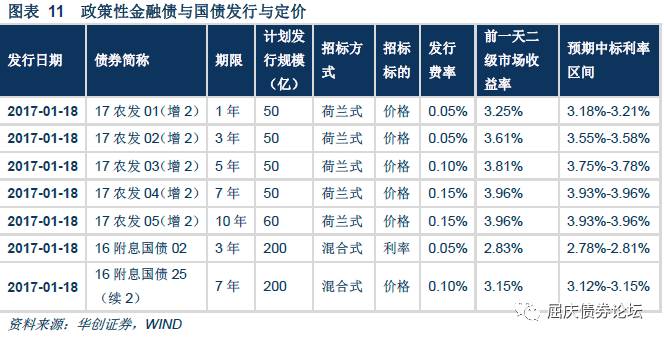 图表 11 政策性金融债与国债发行与定价
发行日期 债券简称 期限 计划发行规模（亿） 招标方式 招标标的 发行费率 前一天二级市场收益率 预期中标利率区间
2017-01-18 17 农发 01（增 2） 1 年 50 荷兰式 价格 0.05% 3.25% 3.18%-3.21%
2017-01-18 17 农发 02（增 2） 3 年 50 荷兰式 价格 0.05% 3.61% 3.55%-3.58%
2017-01-18 17 农发 03（增 2） 5 年 50 荷兰式 价格 0.10% 3.81% 3.75%-3.78%
2017-01-18 17 农发 04（增 2） 7 年 50 荷兰式 价格 0.15% 3.96% 3.93%-3.96%
2017-01-18 17 农发 05（增 2） 10 年 60 荷兰式 价格 0.15% 3.96% 3.93%-3.96%
2017-01-18 16 附息国债 02 3 年 200 混合式 利率 0.05% 2.83% 2.78%-2.81%
2017-01-18 16 附息国债 25（续 2） 7 年 200 混合式 价格 0.10% 3.15% 3.12%-3.15%
资料来源：华创证券，WIND
屈庆债券论坛